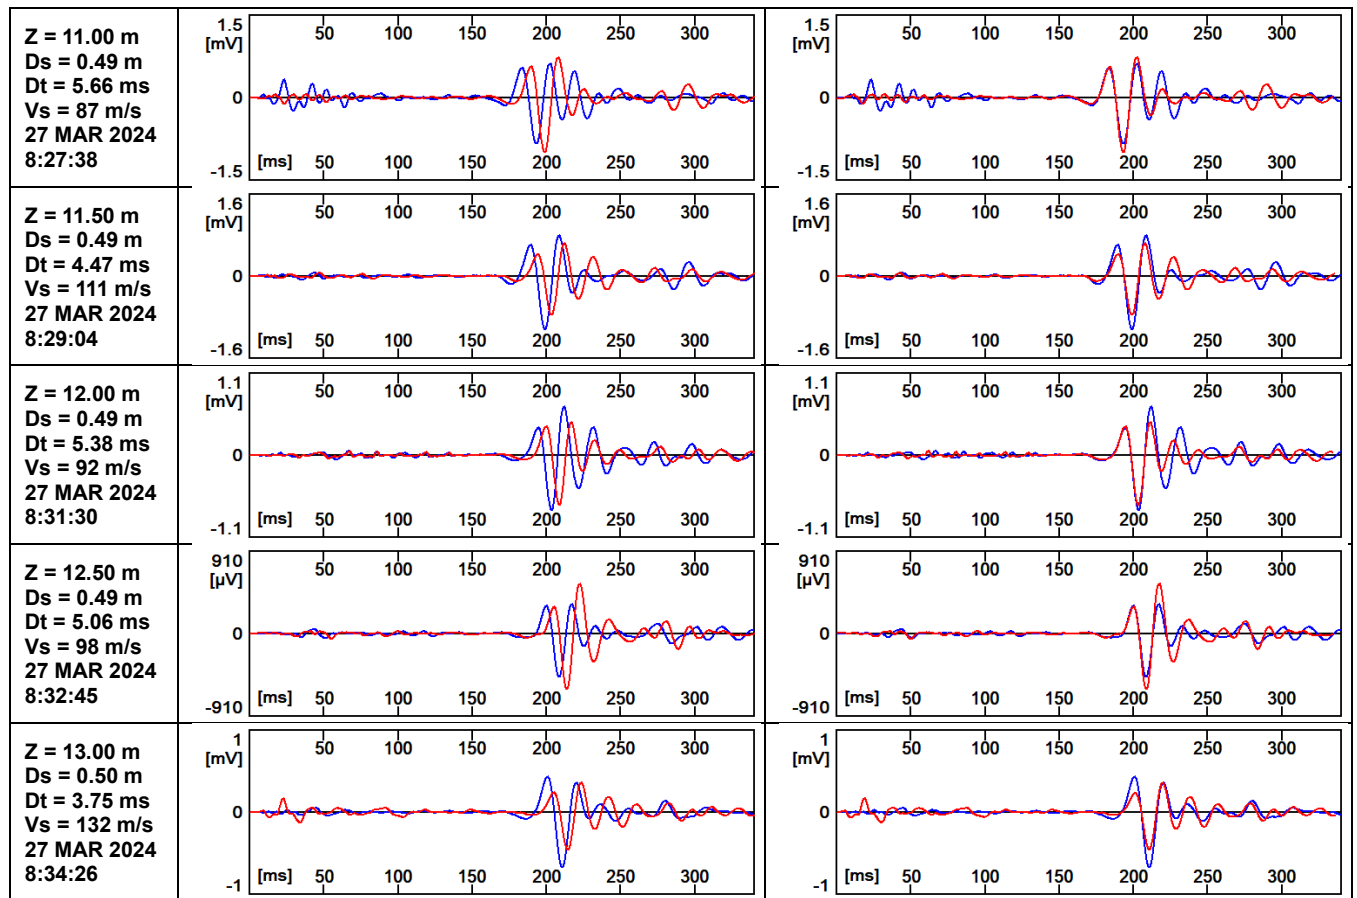 Z = 11.00 m
Ds = 0.49 m
Dt = 5.66 ms
Vs = 87 m/s
27 MAR 2024
8:27:38
1.5 50 100 150 200 250 300
[mV]
0
[ms] 50 100 150 200 250 300
-1.5
1.5 50 100 150 200 250 300
[mV]
0
[ms] 50 100 150 200 250 300
-1.5
Z = 11.50 m
Ds = 0.49 m
Dt = 4.47 ms
Vs = 111 m/s
27 MAR 2024
8:29:04
1.6 50 100 150 200 250 300
[mV]
0
[ms] 50 100 150 200 250 300
-1.6
1.6 50 100 150 200 250 300
[mV]
0
[ms] 50 100 150 200 250 300
-1.6
Z = 12.00 m
Ds = 0.49 m
Dt = 5.38 ms
Vs = 92 m/s
27 MAR 2024
8:31:30
1.1 50 100 150 200 250 300
[mV]
0
[ms] 50 100 150 200 250 300
-1.1
1.1 50 100 150 200 250 300
[mV]
0
[ms] 50 100 150 200 250 300
-1.1
Z = 12.50 m
Ds = 0.49 m
Dt = 5.06 ms
Vs = 98 m/s
27 MAR 2024
8:32:45
910 50 100 150 200 250 300
[µV]
0
[ms] 50 100 150 200 250 300
-910
910 50 100 150 200 250 300
[µV]
0
[ms] 50 100 150 200 250 300
-910
Z = 13.00 m
Ds = 0.50 m
Dt = 3.75 ms
Vs = 132 m/s
27 MAR 2024
8:34:26
1 50 100 150 200 250 300
[mV]
0
[ms] 50 100 150 200 250 300
-1
1 50 100 150 200 250 300
[mV]
0
[ms] 50 100 150 200 250 300
-1